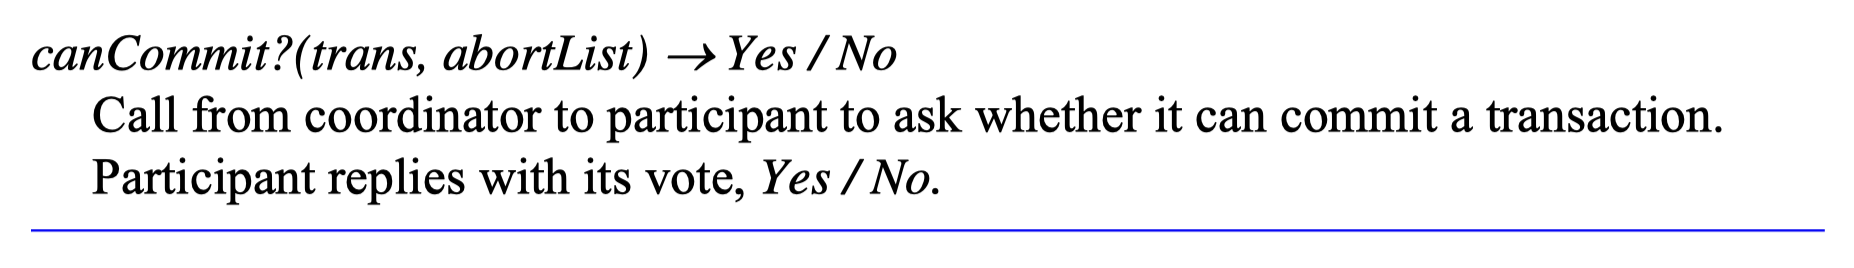 canCommit?(trans, abortList) → Yes / No
Call from coordinator to participant to ask whether it can commit a transaction.
Participant replies with its vote, Yes / No.